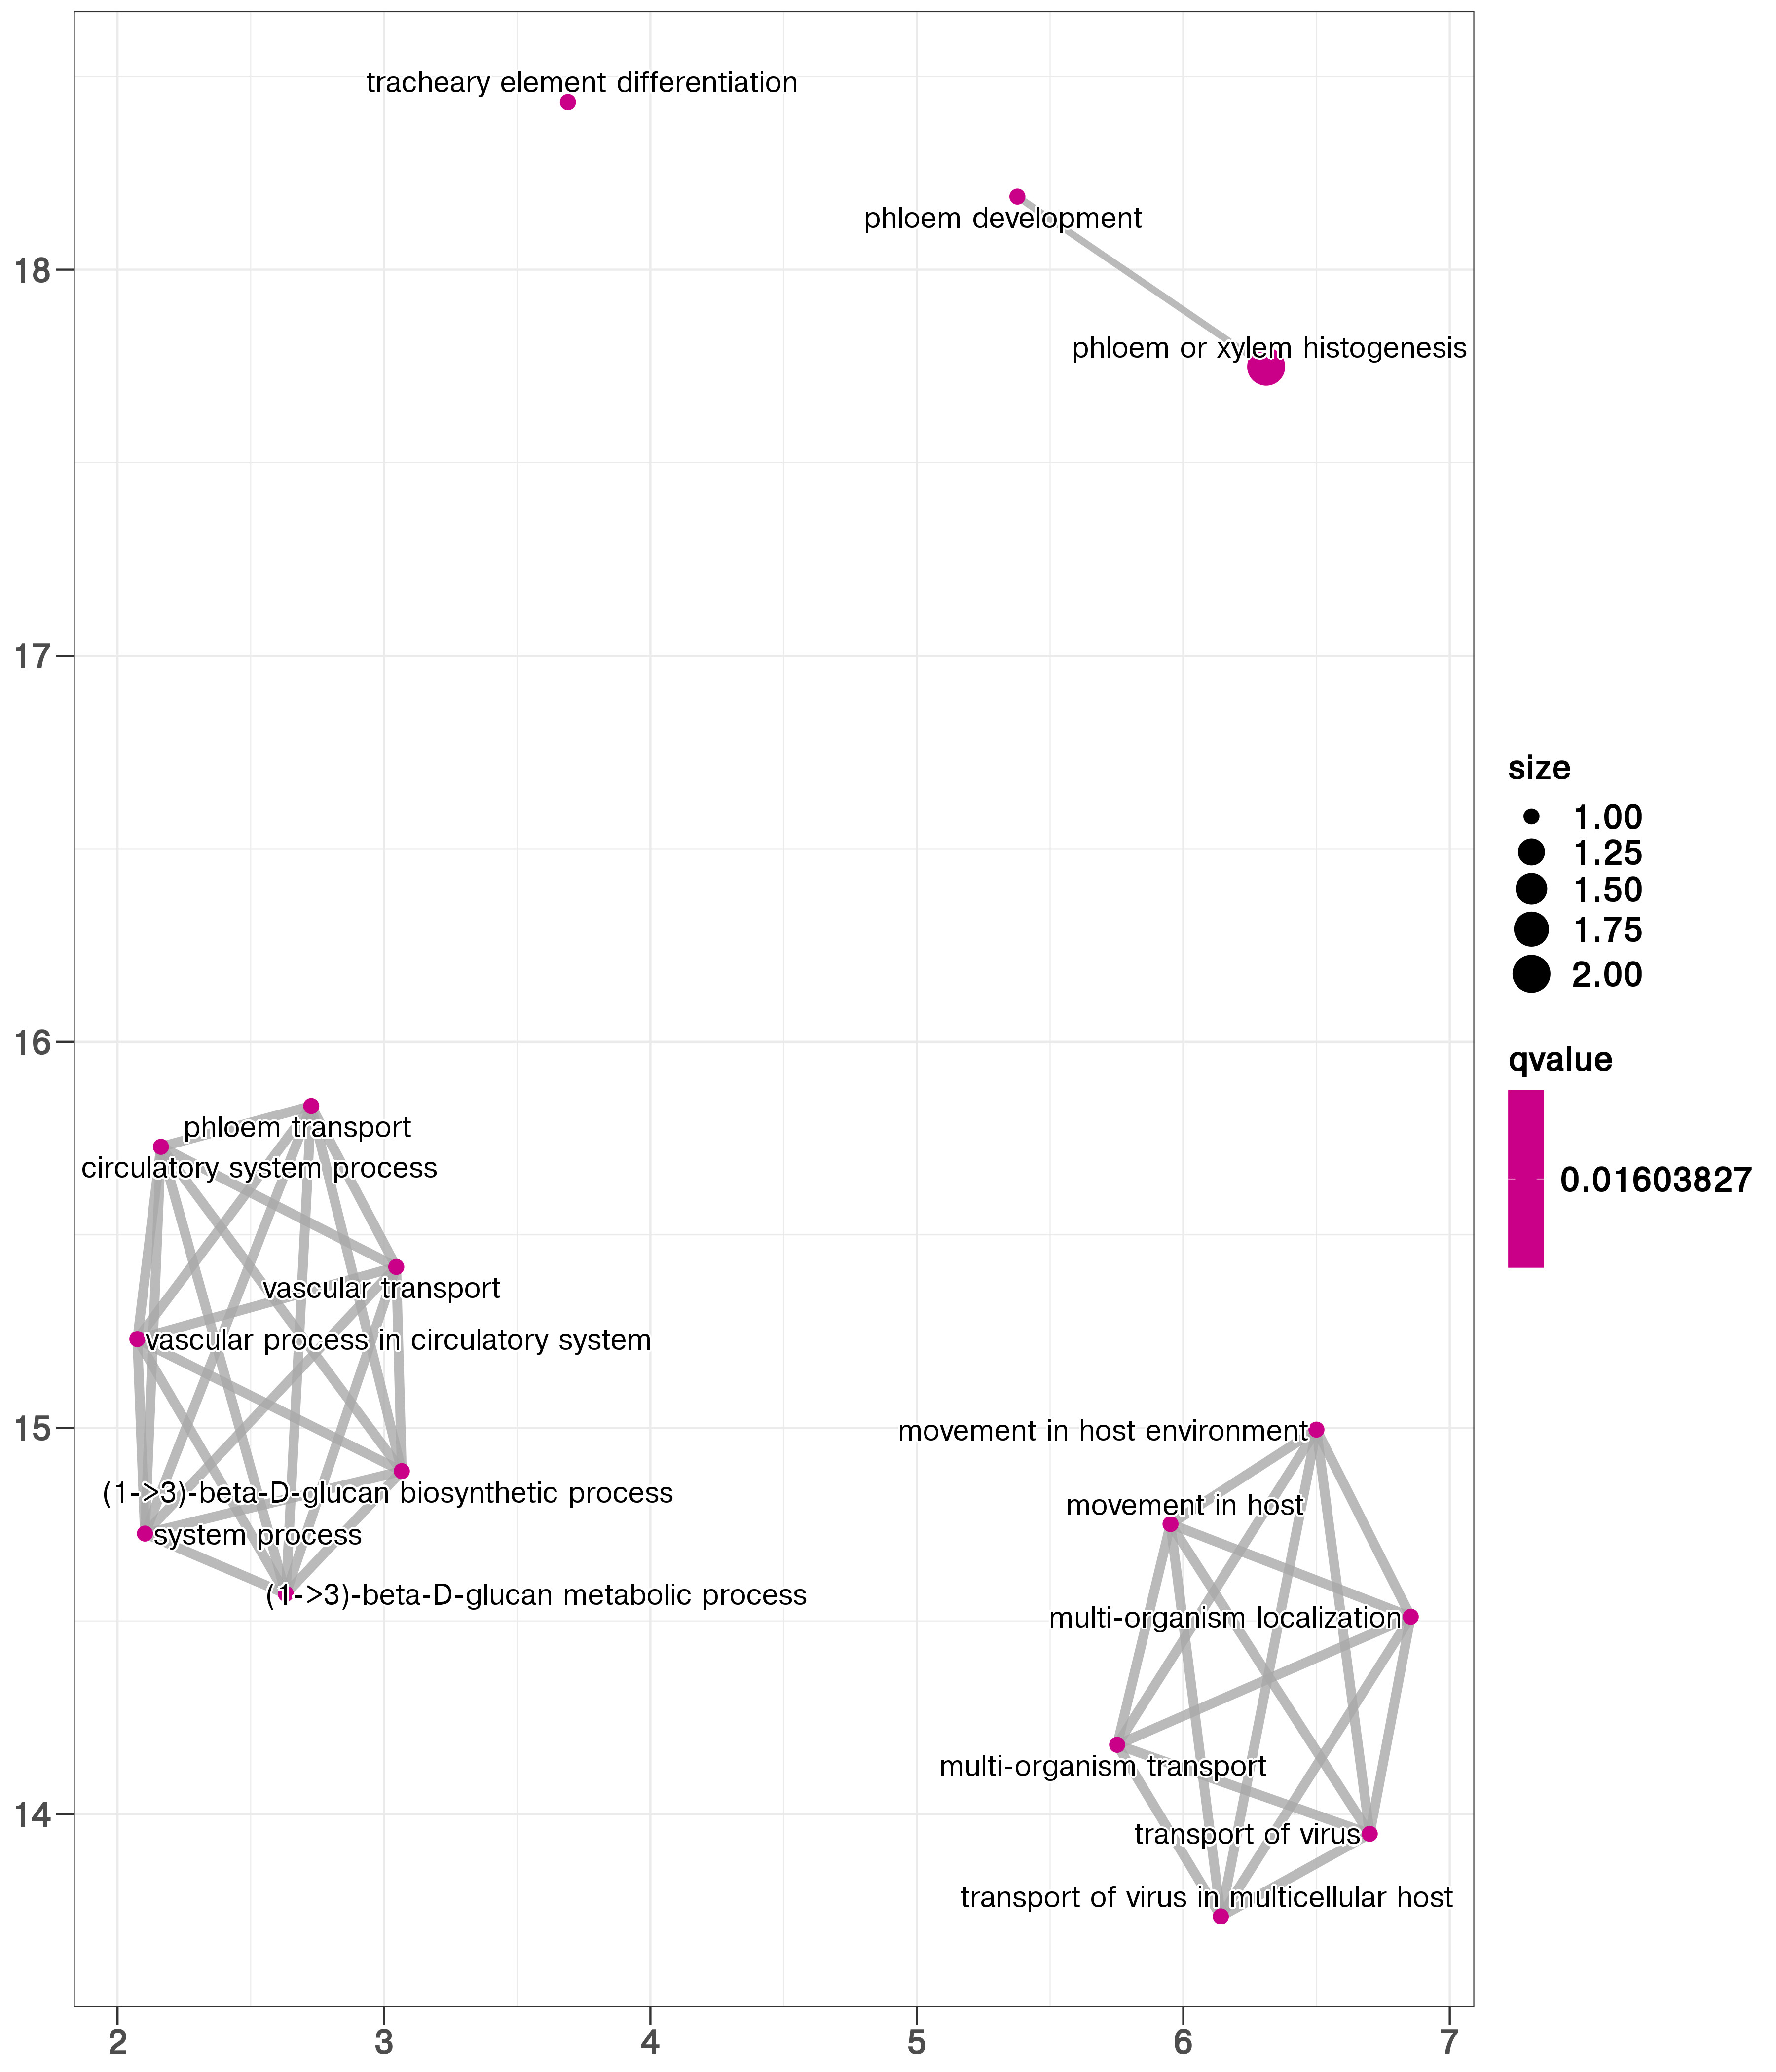 tracheary element differentiation
phloem development
18
phloem or xylem histogenesis
17
size
1.00
1.25
1.50
1.75
2.00
16
qvalue
0.01603827
phloem transport
circulatory system process
vascular transport
vascular process in circulatory system
15
movement in host environment
(1->3)-beta-D-glucan biosynthetic process
movement in host
system process
(1->3)-beta-D-glucan metabolic process
multi-organism localization
multi-organism transport
14
transport of virus
transport of virus in multicellular host
2 3 4 5 6 7